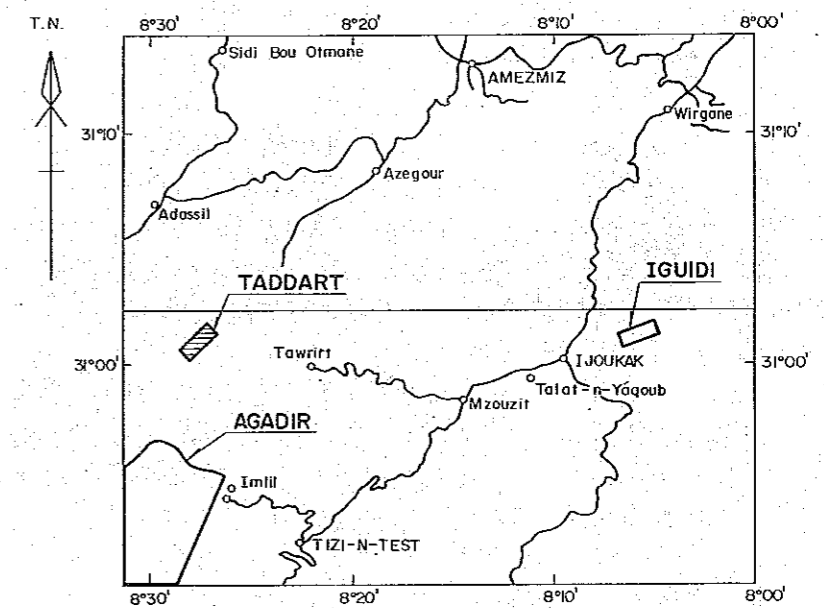 T.N.
8°30' 8°20' 8°10' 8°00'
Sidi Bou Otmane
AMEZMIZ
Wirgane
31°10' 31°10'
Azegour
Adassil
TADDART
IGUIDI
Tawrirt
IJOUKAK
31°00' 31°00'
Talat-n-Yáqoub
Mzouzit
AGADIR
Imlil
TIZI-N-TEST
8°30' 8°20' 8°10' 8°00'